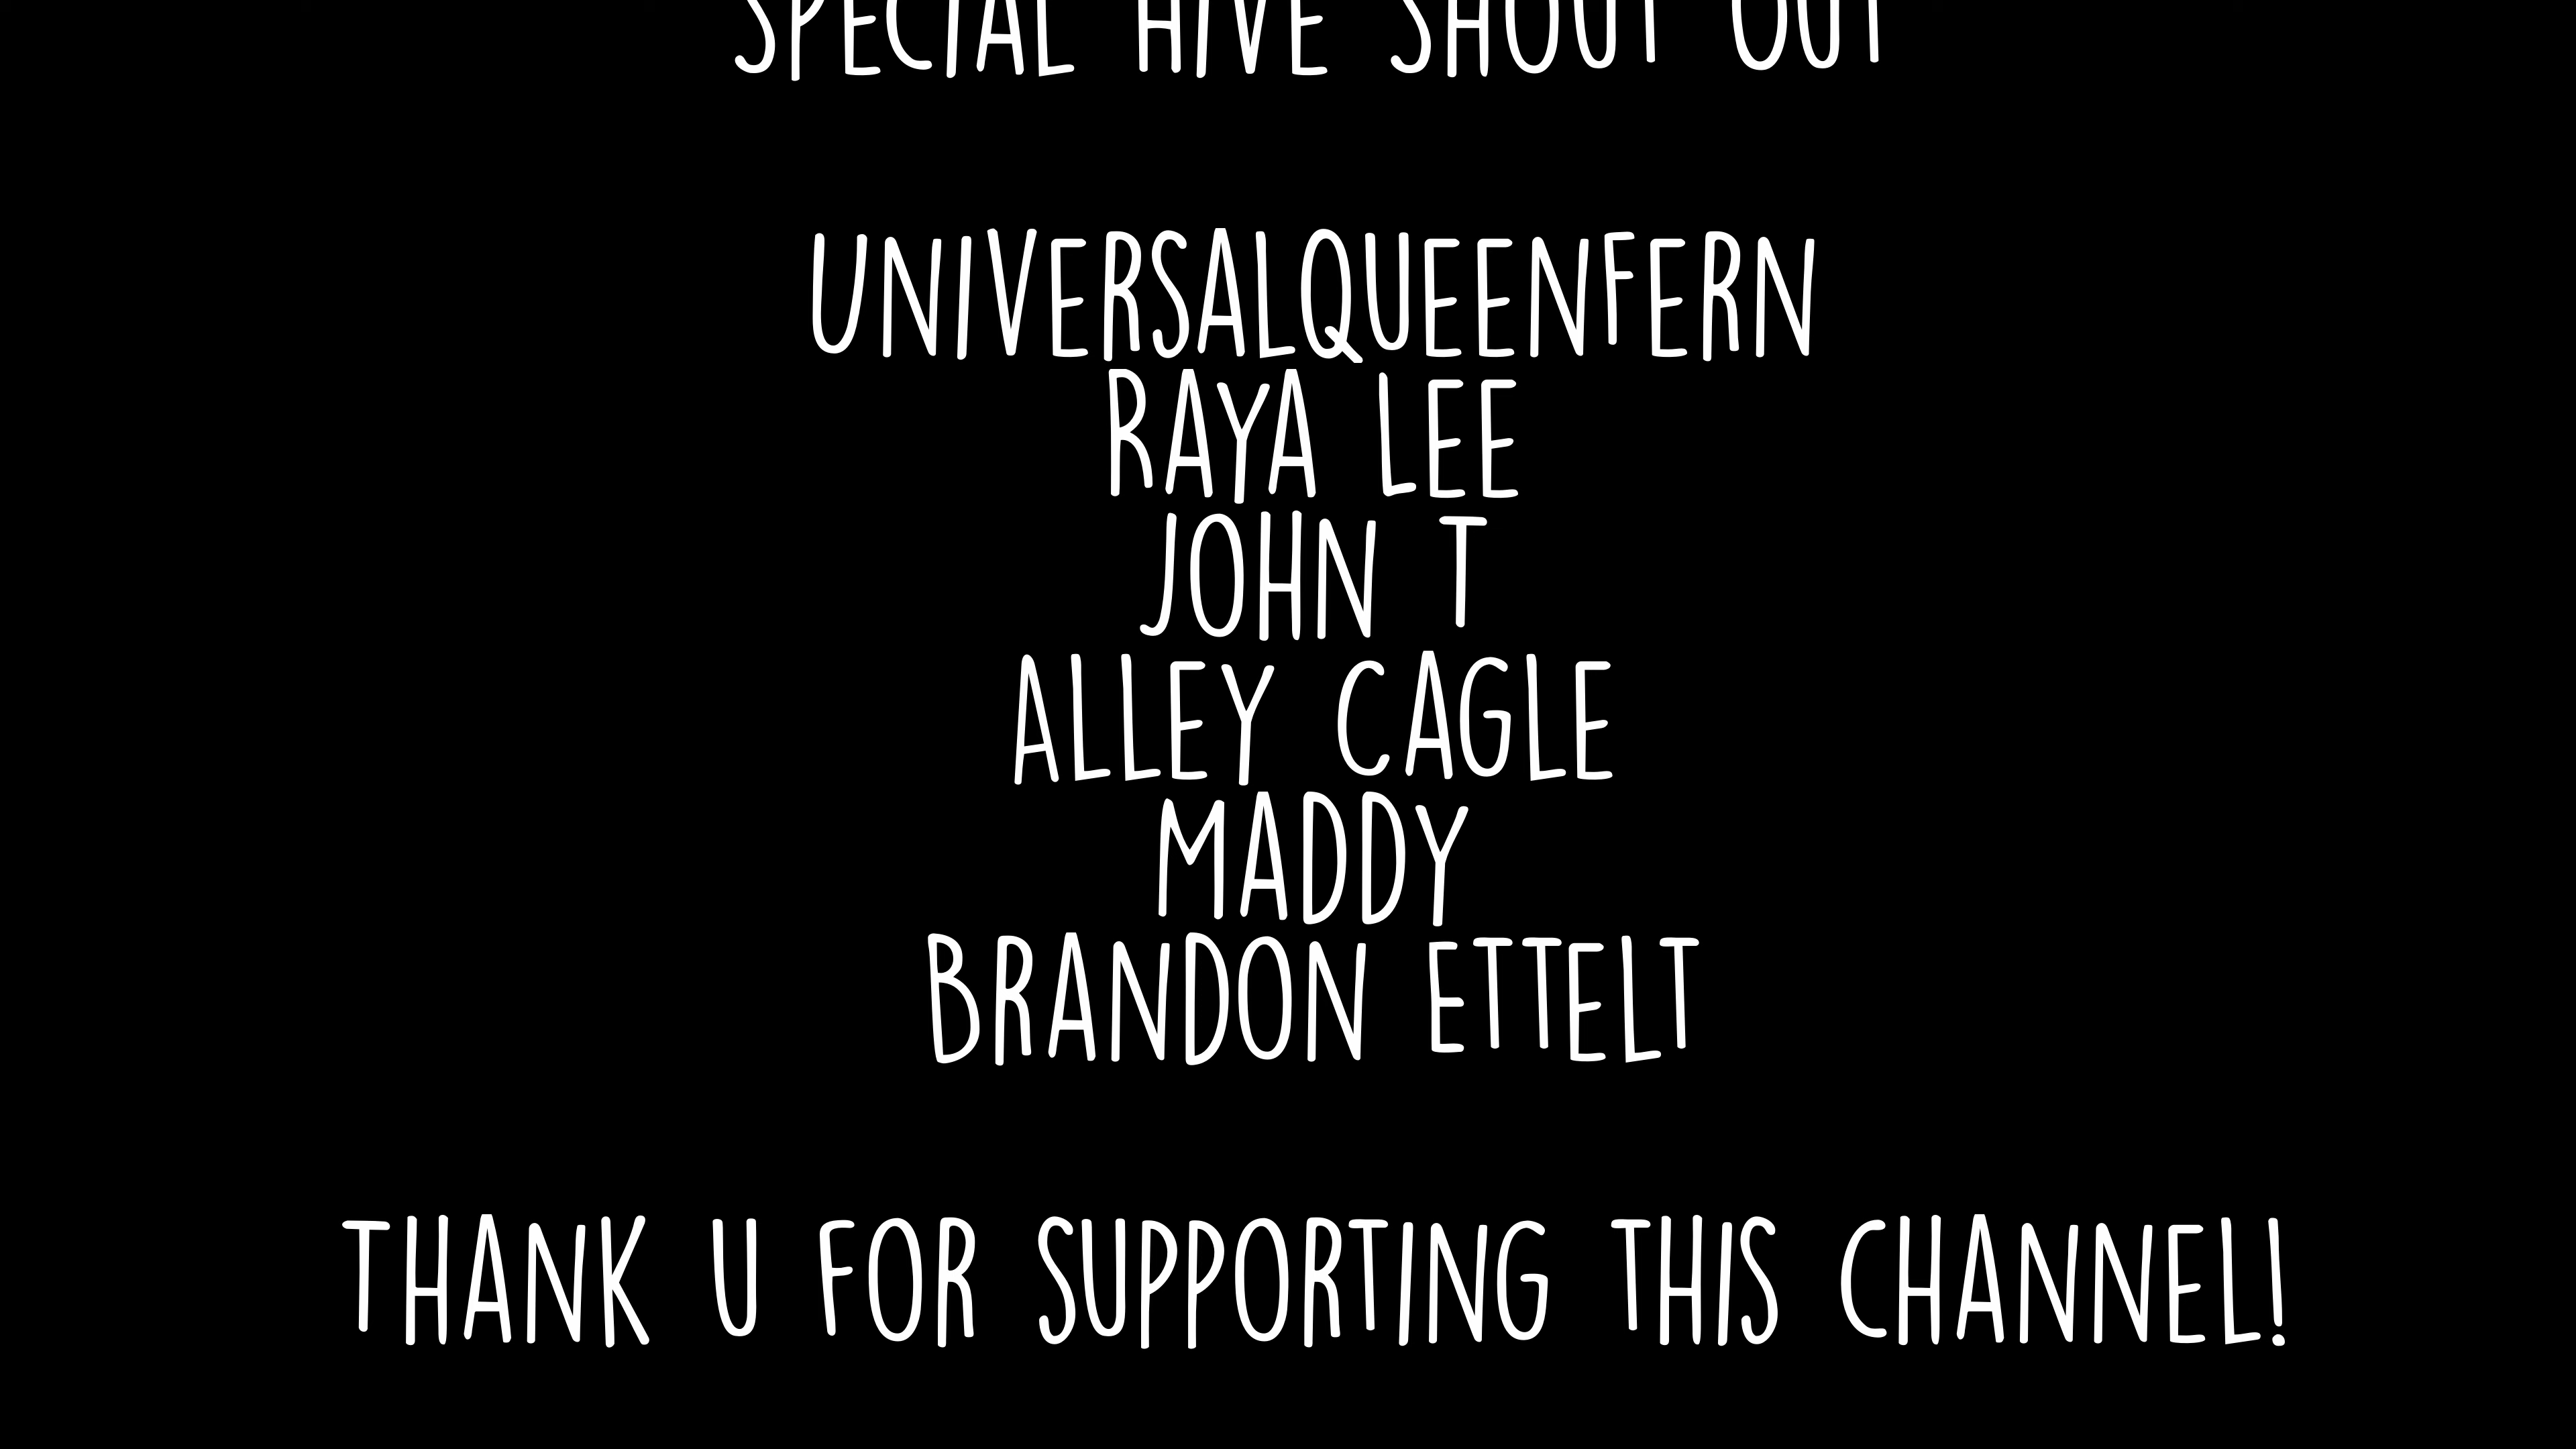 SPECIAL HIVE SHOUT OUT
UNIVERSALQUEENFERN
RAYA LEE
JOHN T
ALLEY CAGLE
MADDY
BRANDON ETTELT
THANK U FOR SUPPORTING THIS CHANNEL!